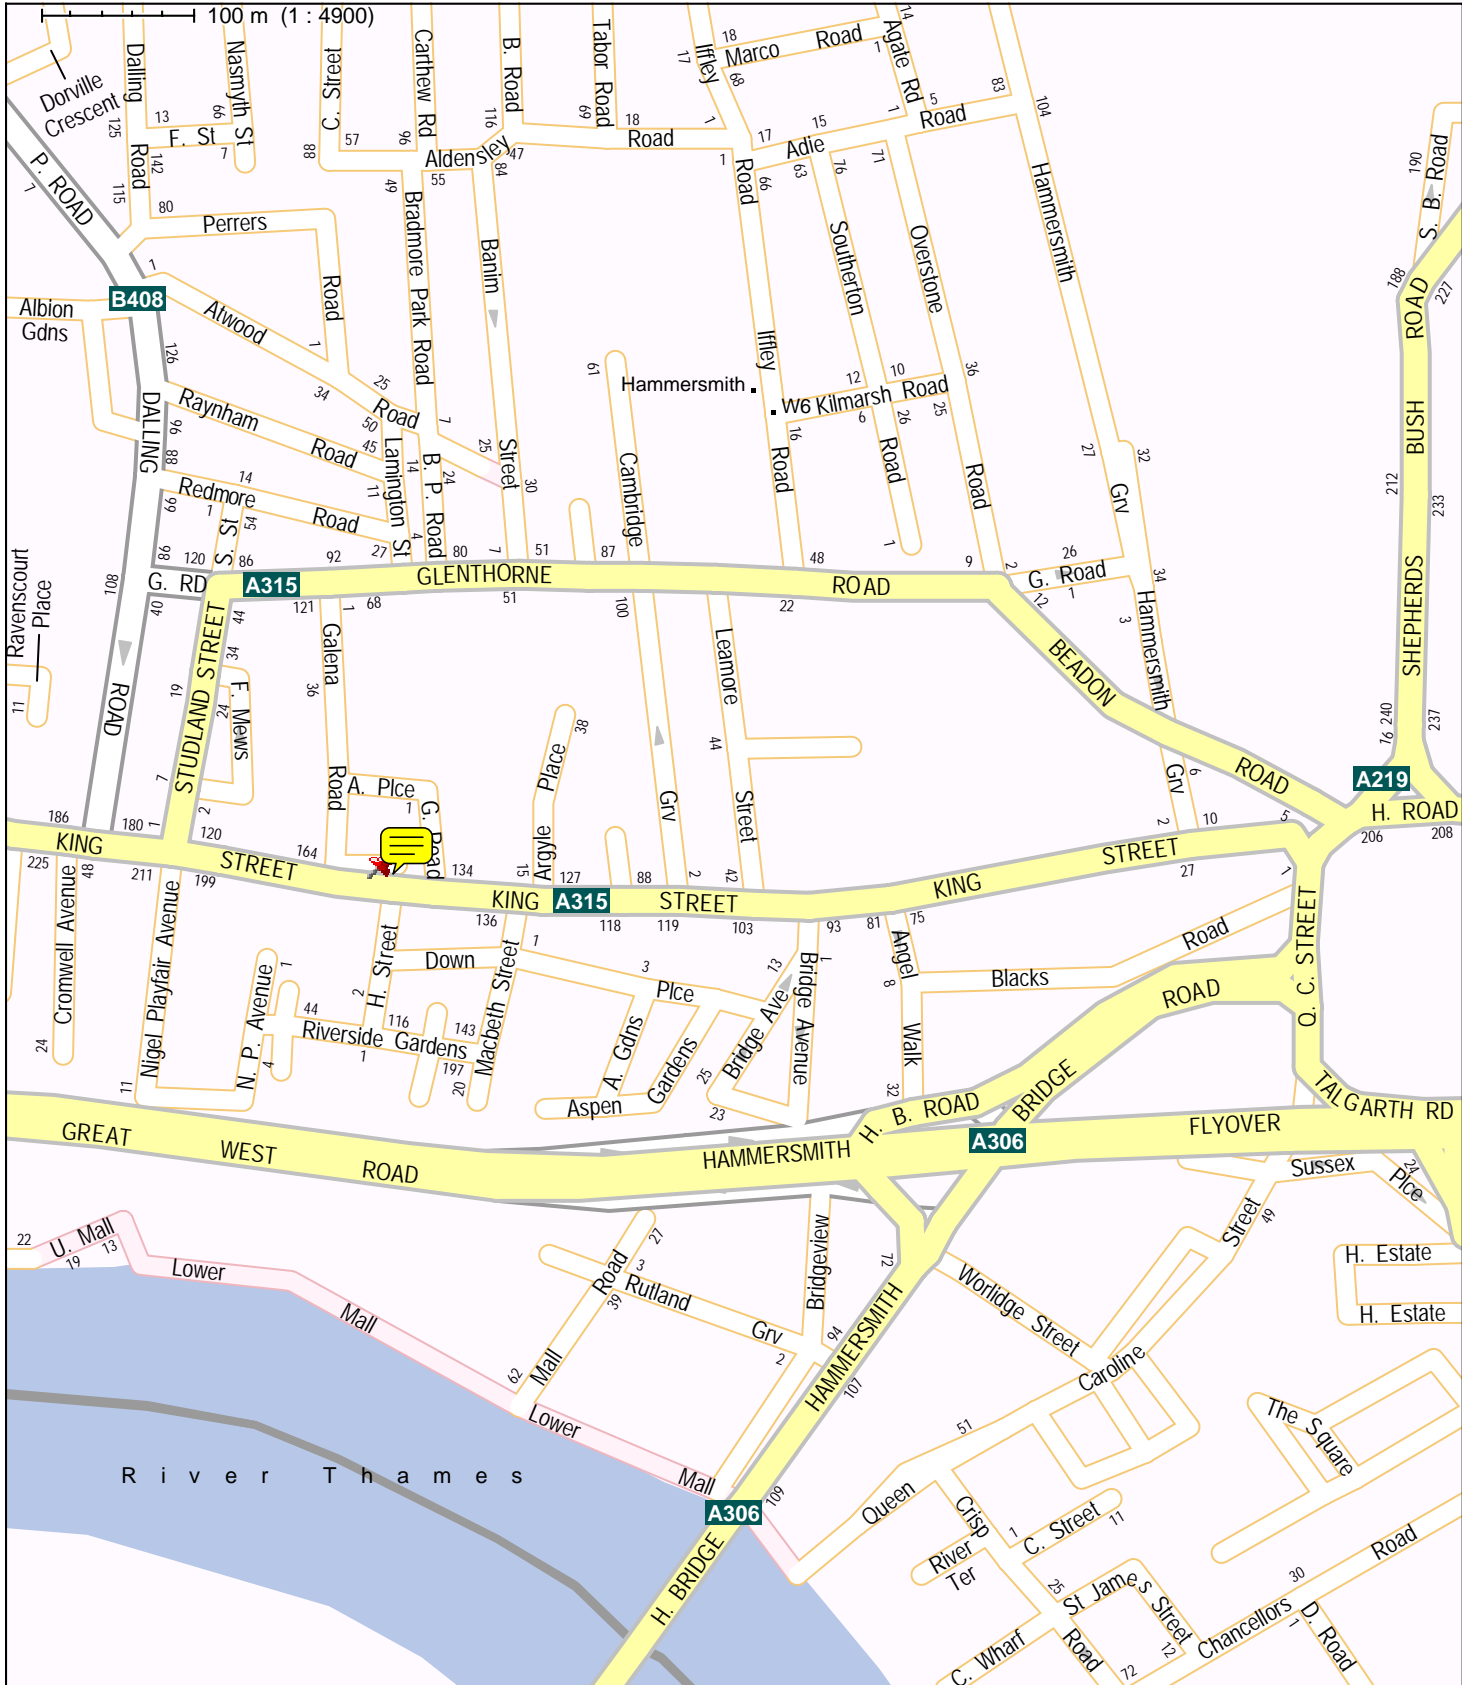 100 m (1 : 4900)
Dorville
Crescent
Dalling
Road
Nasmyth St
F. St
C. Street
Carthew Rd
B. Road
Tabor Road
Iffley
Road
Marco Road
Agate Rd
Aldensley Road
Adie Road
Hammersmith
Grv
S. B. Road
P. ROAD
Perrers
Road
B408
Albion
Gdns
Atwood
Road
Bradmore Park Road
Banim
Street
Southerton
Road
Overstone
Road
Iffley
Road
Hammersmith
W6
Kilmarsh Road
SHEPHERDS BUSH ROAD
DALLING
ROAD
Raynham
Road
Redmore
Road
Lamington St
B. P. Road
Cambridge
Grv
S. St
G. RD
A315
GLENTHORNE
ROAD
G. Road
Ravenscourt
Place
STUDLAND STREET
F. Mews
Galena
Road
A. Plce
G. Road
Argyle Place
Leamore
Street
BEADON
ROAD
Hammersmith
Grv
A219
H. ROAD
KING
STREET
KING
A315
STREET
KING
STREET
Cromwell Avenue
Nigel Playfair Avenue
N. P. Avenue
H. Street
Down
Plce
Macbeth Street
Riverside Gardens
A. Gdns
Aspen
Gardens
Bridge Ave
Bridge Avenue
Angel
Walk
Blacks
Road
Q. C. STREET
ROAD
BRIDGE
H. B. ROAD
TALGARTH RD
GREAT
WEST
ROAD
HAMMERSMITH
A306
FLYOVER
Sussex
Plce
Street
U. Mall
Lower
Mall
Road
Mall
Rutland
Grv
Bridgeview
Worlidge Street
H. Estate
H. Estate
HAMMERSMITH
Caroline
The Square
Lower
Mall
River Thames
A306
H. BRIDGE
Queen
Crisp
Road
C. Street
River
Ter
St James Street
Chancellors
Road
C. Wharf
D. Road